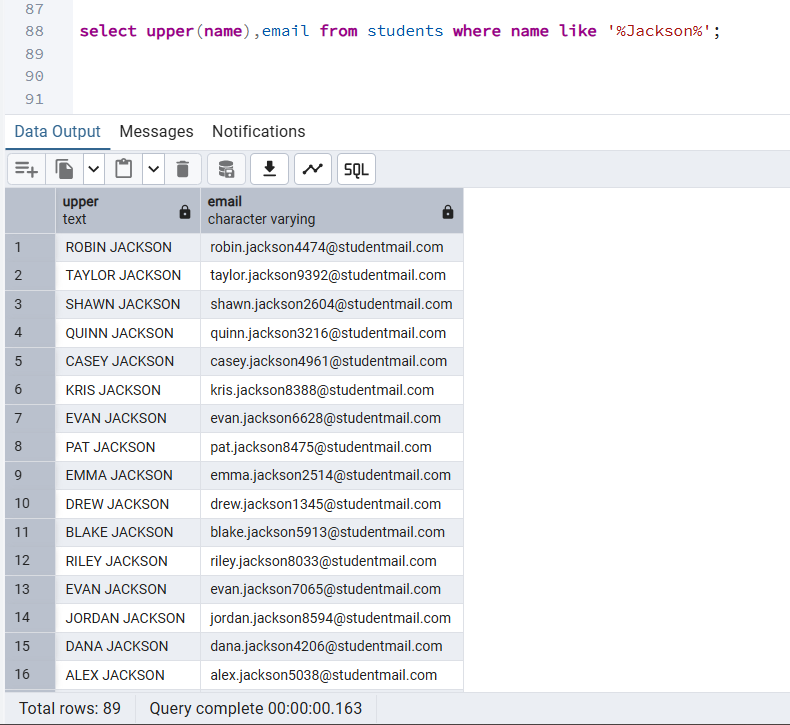 87
88 select upper(name),email from students where name like '%Jackson%';
89
90
91
Data Output Messages Notifications
SQL
upper email
text character varying
1 ROBIN JACKSON robin.jackson4474@studentmail.com
2 TAYLOR JACKSON taylor.jackson9392@studentmail.com
3 SHAWN JACKSON shawn.jackson2604@studentmail.com
4 QUINN JACKSON quinn.jackson3216@studentmail.com
5 CASEY JACKSON casey.jackson4961@studentmail.com
6 KRIS JACKSON kris.jackson8388@studentmail.com
7 EVAN JACKSON evan.jackson6628@studentmail.com
8 PAT JACKSON pat.jackson8475@studentmail.com
9 EMMA JACKSON emma.jackson2514@studentmail.com
10 DREW JACKSON drew.jackson1345@studentmail.com
11 BLAKE JACKSON blake.jackson5913@studentmail.com
12 RILEY JACKSON riley.jackson8033@studentmail.com
13 EVAN JACKSON evan.jackson7065@studentmail.com
14 JORDAN JACKSON jordan.jackson8594@studentmail.com
15 DANA JACKSON dana.jackson4206@studentmail.com
16 ALEX JACKSON alex.jackson5038@studentmail.com
Total rows: 89 Query complete 00:00:00.163